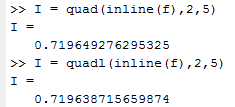 >> I = quad(inline(f),2,5)
I =
0.719649276295325
>> I = quadl(inline(f),2,5)
I =
0.719638715659874